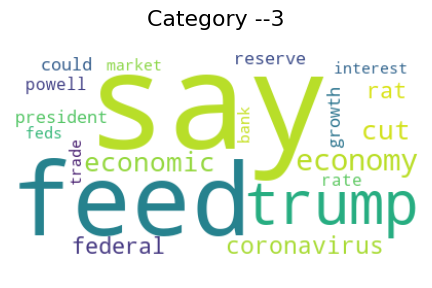 Category --3
could
market
reserve
interest
powell
say
rat
president
feds
trade
bank
growth
cut
economic
economy
rate
feed
trump
federal
coronavirus